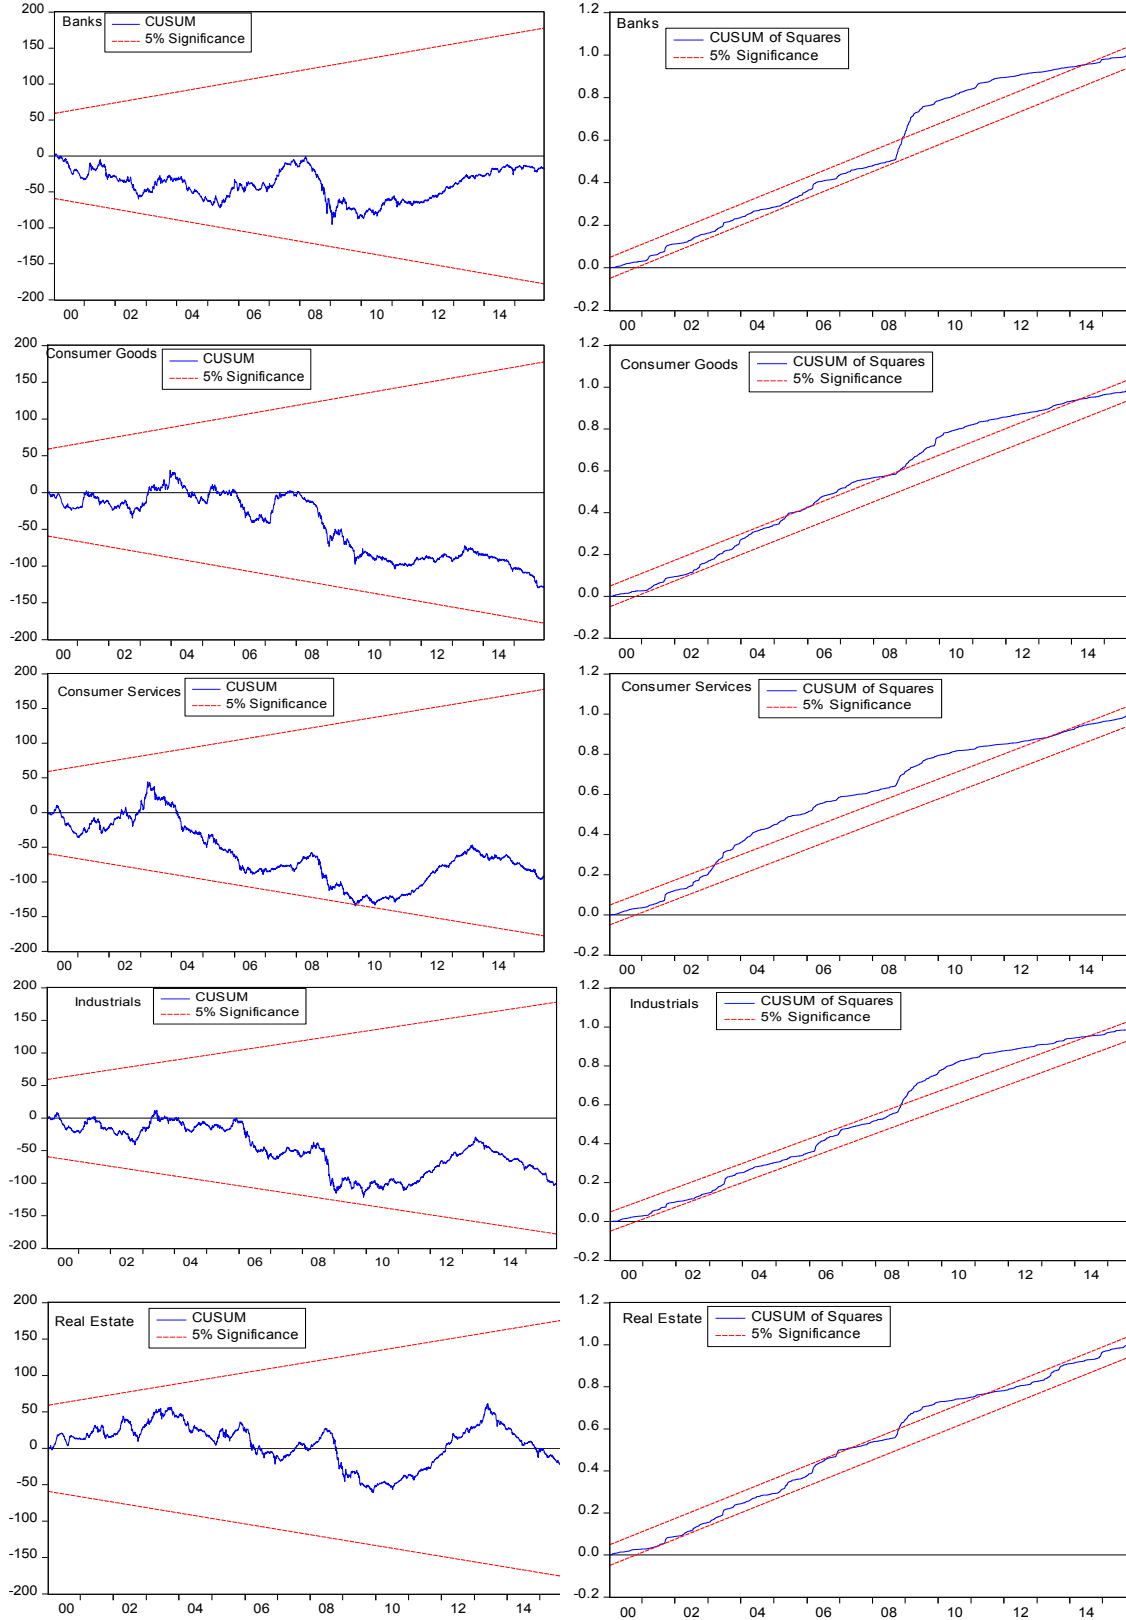 Banks
CUSUM
5% Significance
200
150
100
50
0
-50
-100
-150
-200
00 02 04 06 08 10 12 14
Banks
CUSUM of Squares
5% Significance
1.2
1.0
0.8
0.6
0.4
0.2
0.0
-0.2
00 02 04 06 08 10 12 14
Consumer Goods
CUSUM
5% Significance
200
150
100
50
0
-50
-100
-150
-200
00 02 04 06 08 10 12 14
Consumer Goods
CUSUM of Squares
5% Significance
1.2
1.0
0.8
0.6
0.4
0.2
0.0
-0.2
00 02 04 06 08 10 12 14
Consumer Services
CUSUM
5% Significance
200
150
100
50
0
-50
-100
-150
-200
00 02 04 06 08 10 12 14
Consumer Services
CUSUM of Squares
5% Significance
1.2
1.0
0.8
0.6
0.4
0.2
0.0
-0.2
00 02 04 06 08 10 12 14
Industrials
CUSUM
5% Significance
200
150
100
50
0
-50
-100
-150
-200
00 02 04 06 08 10 12 14
Industrials
CUSUM of Squares
5% Significance
1.2
1.0
0.8
0.6
0.4
0.2
0.0
-0.2
00 02 04 06 08 10 12 14
Real Estate
CUSUM
5% Significance
200
150
100
50
0
-50
-100
-150
-200
00 02 04 06 08 10 12 14
Real Estate
CUSUM of Squares
5% Significance
1.2
1.0
0.8
0.6
0.4
0.2
0.0
-0.2
00 02 04 06 08 10 12 14